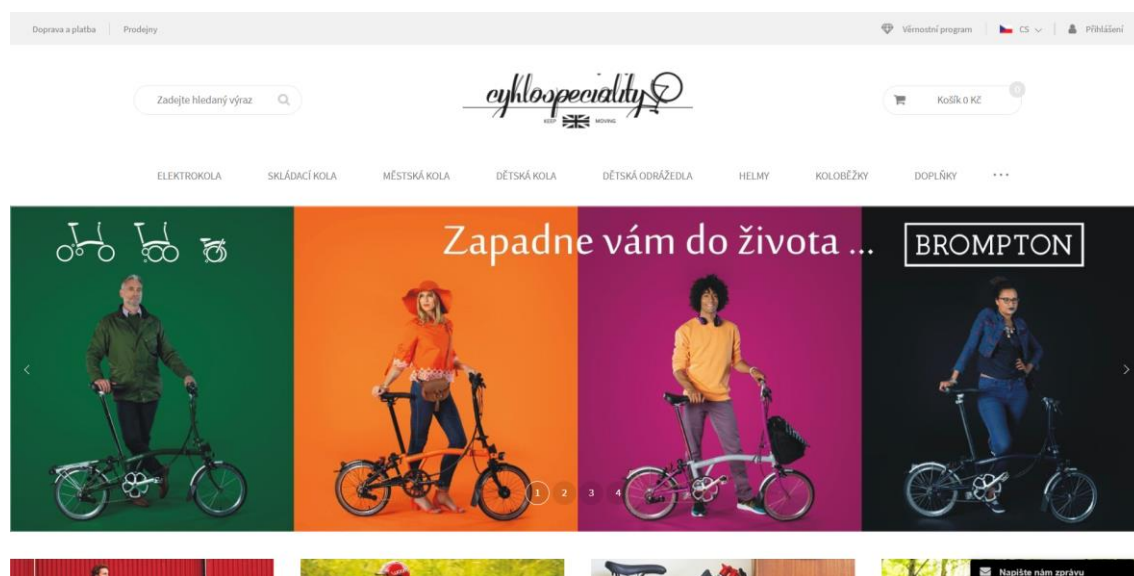 Doprava a platba
Prodejny
Věrnostní program
CS
Přihlášení
Zadejte hledaný výraz
cyklospeciality
KEEP MOVING
Košík 0 Kč
0
ELEKTROKOLA
SKLÁDACÍ KOLA
MĚSTSKÁ KOLA
DĚTSKÁ KOLA
DĚTSKÁ ODRÁŽEDLA
HELMY
KOLOBĚŽKY
DOPLŇKY
...
Zapadne vám do života ...
BROMPTON
1 2 3 4
Napište nám zprávu